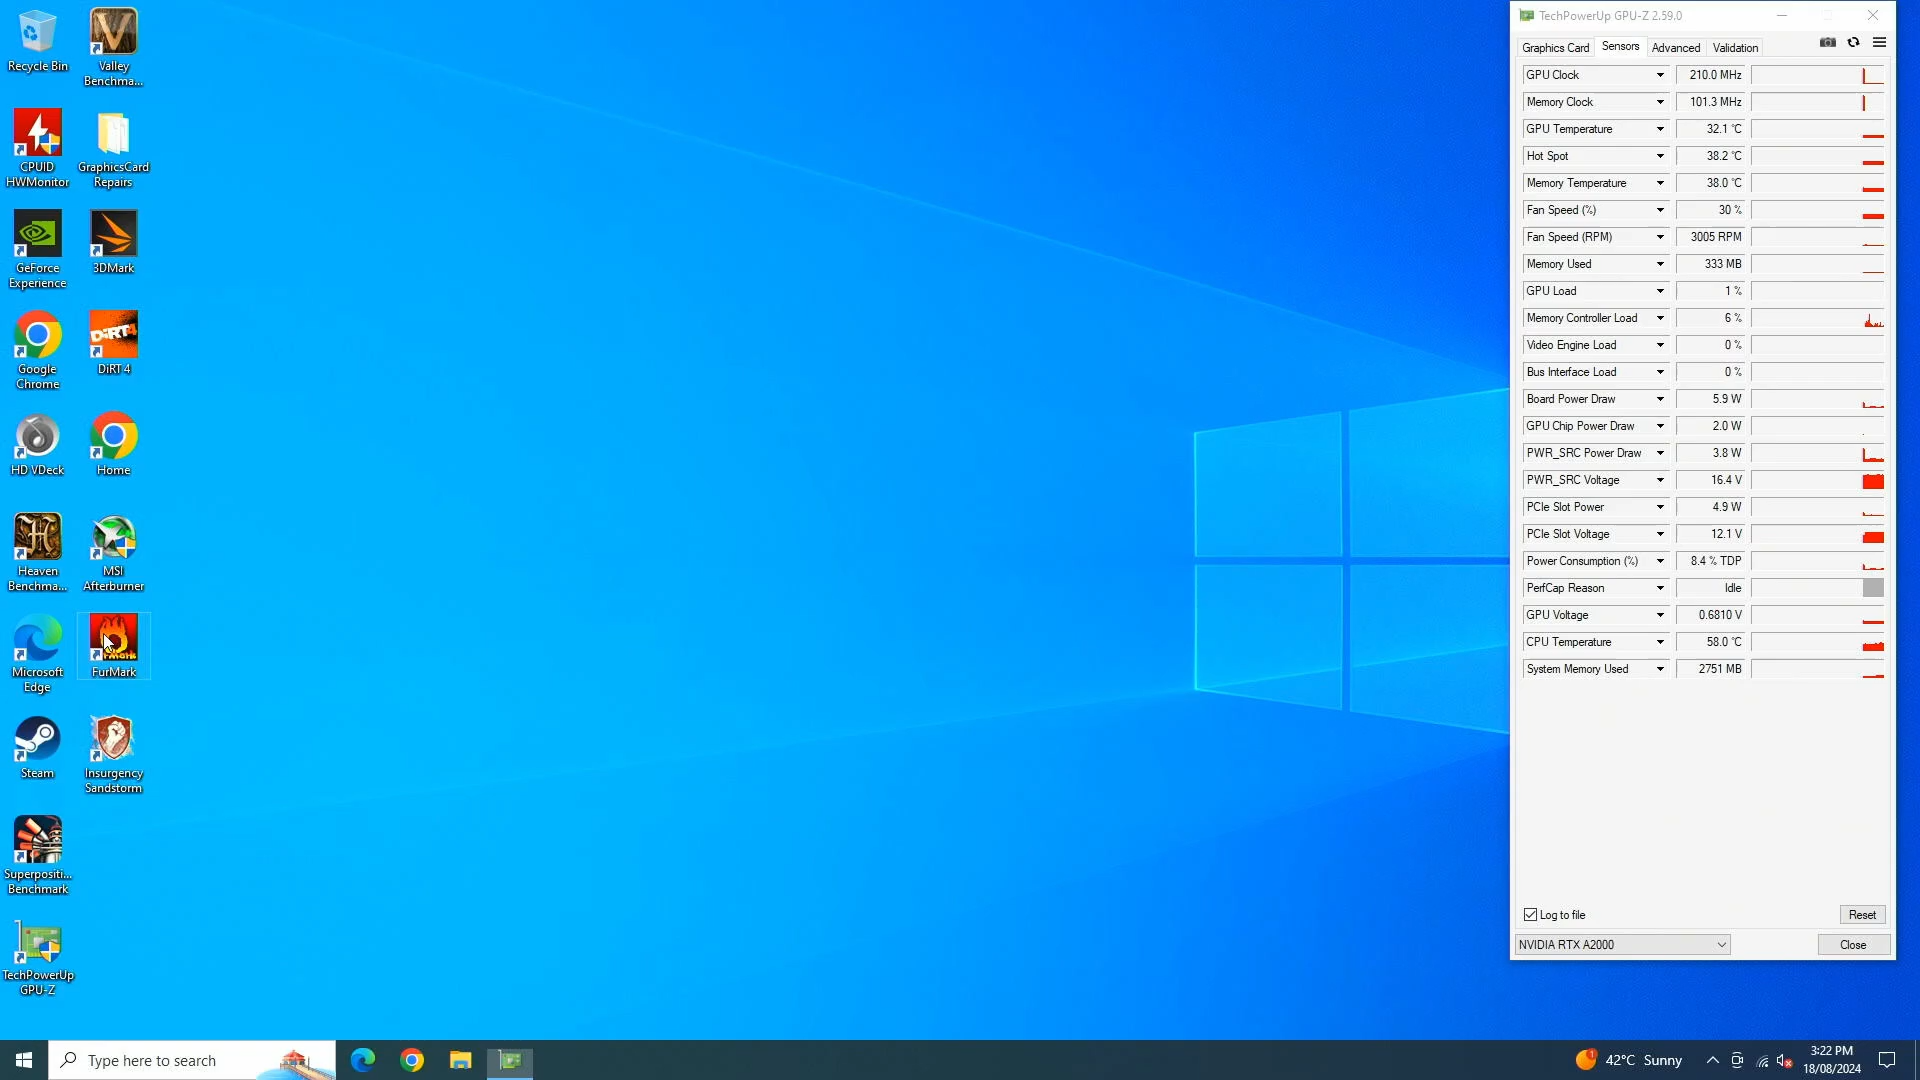 Recycle Bin
Valley
Benchma...
CPUID
HWMonitor
GraphicsCard
Repairs
GeForce
Experience
3DMark
Google
Chrome
DiRT 4
DiRT 4
HD VDeck
Home
Heaven
Benchma...
MSI
Afterburner
Microsoft
Edge
FurMark
Steam
Insurgency
Sandstorm
Superpositi...
Benchmark
TechPowerUp
GPU-Z
TechPowerUp GPU-Z 2.59.0
Graphics Card Sensors Advanced Validation
GPU Clock 210.0 MHz
Memory Clock 101.3 MHz
GPU Temperature 32.1 °C
Hot Spot 38.2 °C
Memory Temperature 38.0 °C
Fan Speed (%) 30 %
Fan Speed (RPM) 3005 RPM
Memory Used 333 MB
GPU Load 1 %
Memory Controller Load 6 %
Video Engine Load 0 %
Bus Interface Load 0 %
Board Power Draw 5.9 W
GPU Chip Power Draw 2.0 W
PWR_SRC Power Draw 3.8 W
PWR_SRC Voltage 16.4 V
PCIe Slot Power 4.9 W
PCIe Slot Voltage 12.1 V
Power Consumption (%) 8.4 % TDP
PerfCap Reason Idle
GPU Voltage 0.6810 V
CPU Temperature 58.0 °C
System Memory Used 2751 MB
Log to file Reset
NVIDIA RTX A2000 Close
Type here to search
1
42°C Sunny
3:22 PM
18/08/2024